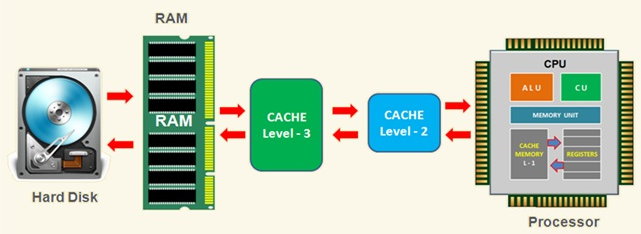 RAM
Hard Disk
RAM
CACHE
Level - 3
CACHE
Level - 2
CPU
ALU
CU
MEMORY UNIT
CACHE
MEMORY
L - 1
REGISTERS
Processor